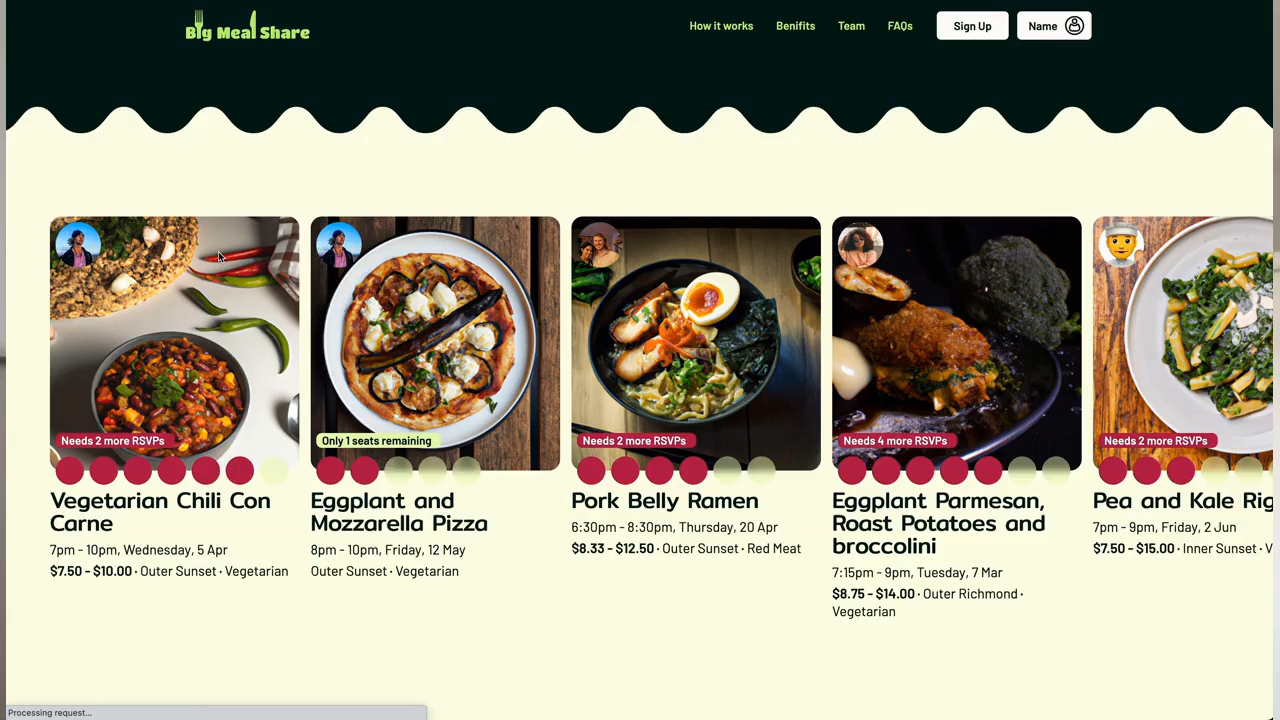 Big Meal Share
How it works
Benifits
Team
FAQs
Sign Up
Name
Needs 2 more RSVPs
Only 1 seats remaining
Needs 2 more RSVPs
Needs 4 more RSVPs
Needs 2 more RSVPs
Vegetarian Chili Con
Carne
7pm - 10pm, Wednesday, 5 Apr
$7.50 - $10.00 · Outer Sunset · Vegetarian
Eggplant and
Mozzarella Pizza
8pm - 10pm, Friday, 12 May
Outer Sunset · Vegetarian
Pork Belly Ramen
6:30pm - 8:30pm, Thursday, 20 Apr
$8.33 - $12.50 · Outer Sunset · Red Meat
Eggplant Parmesan,
Roast Potatoes and
broccolini
7:15pm - 9pm, Tuesday, 7 Mar
$8.75 - $14.00 · Outer Richmond ·
Vegetarian
Pea and Kale Rig
7pm - 9pm, Friday, 2 Jun
$7.50 - $15.00 · Inner Sunset · V
Processing request...